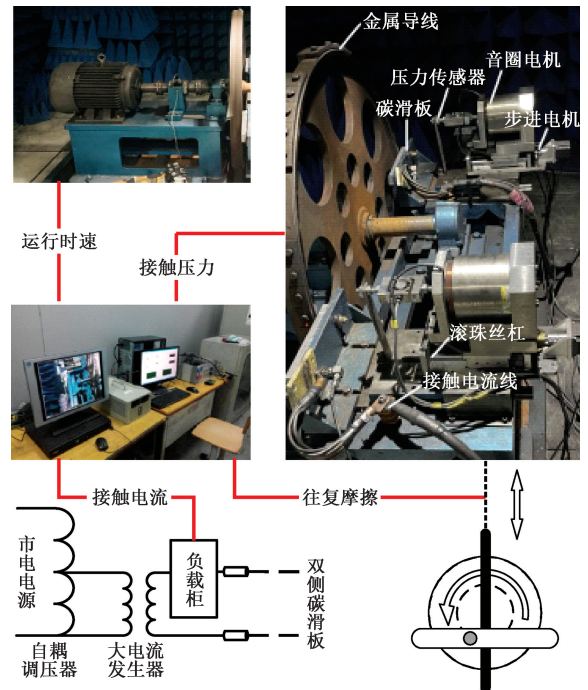 金属导线
音圈电机
压力传感器
碳滑板
步进电机
运行时速
接触压力
滚珠丝杠
接触电流线
接触电流
往复摩擦
市电电源
负载柜
双侧碳滑板
自耦
调压器
大电流
发生器